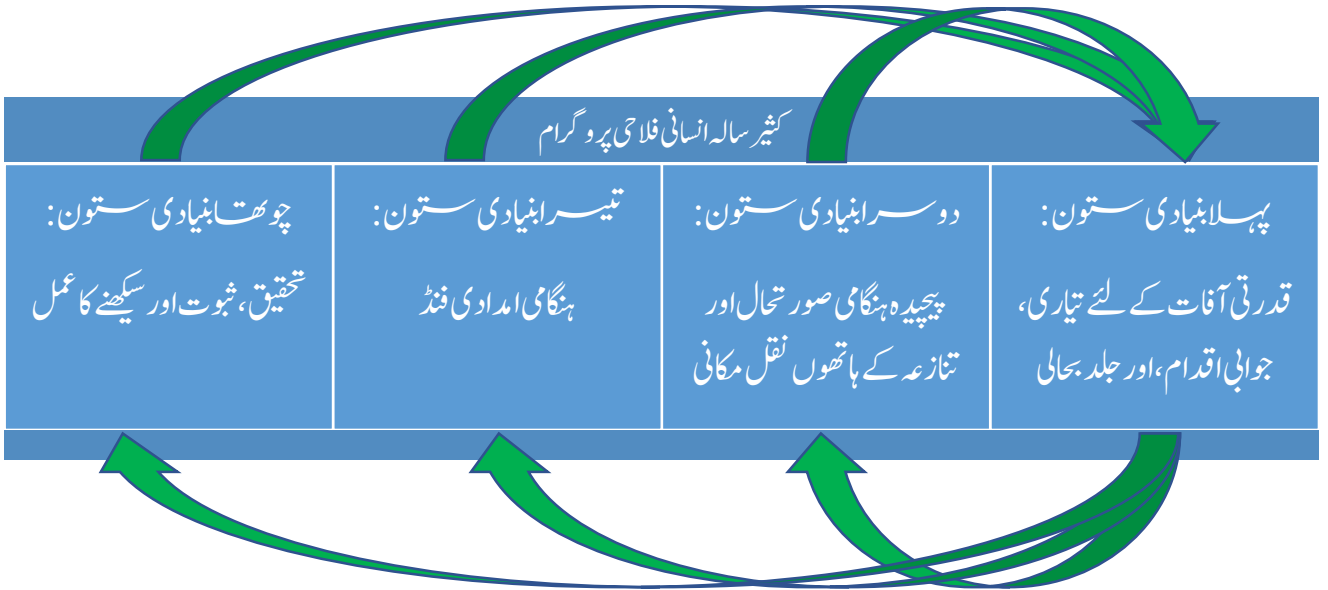 کثیر سالہ انسانی فلاحی پروگرام
پہلا بنیادی ستون:
قدرتی آفات کے لئے تیاری،
جوابی اقدام، اور جلد بحالی
دوسرا بنیادی ستون:
پیچیدہ ہنگامی صورتحال اور
تنازعہ کے ہاتھوں نقل مکانی
تیسرا بنیادی ستون:
ہنگامی امدادی فنڈ
چوتھا بنیادی ستون:
تحقیق، ثبوت اور سیکھنے کا عمل